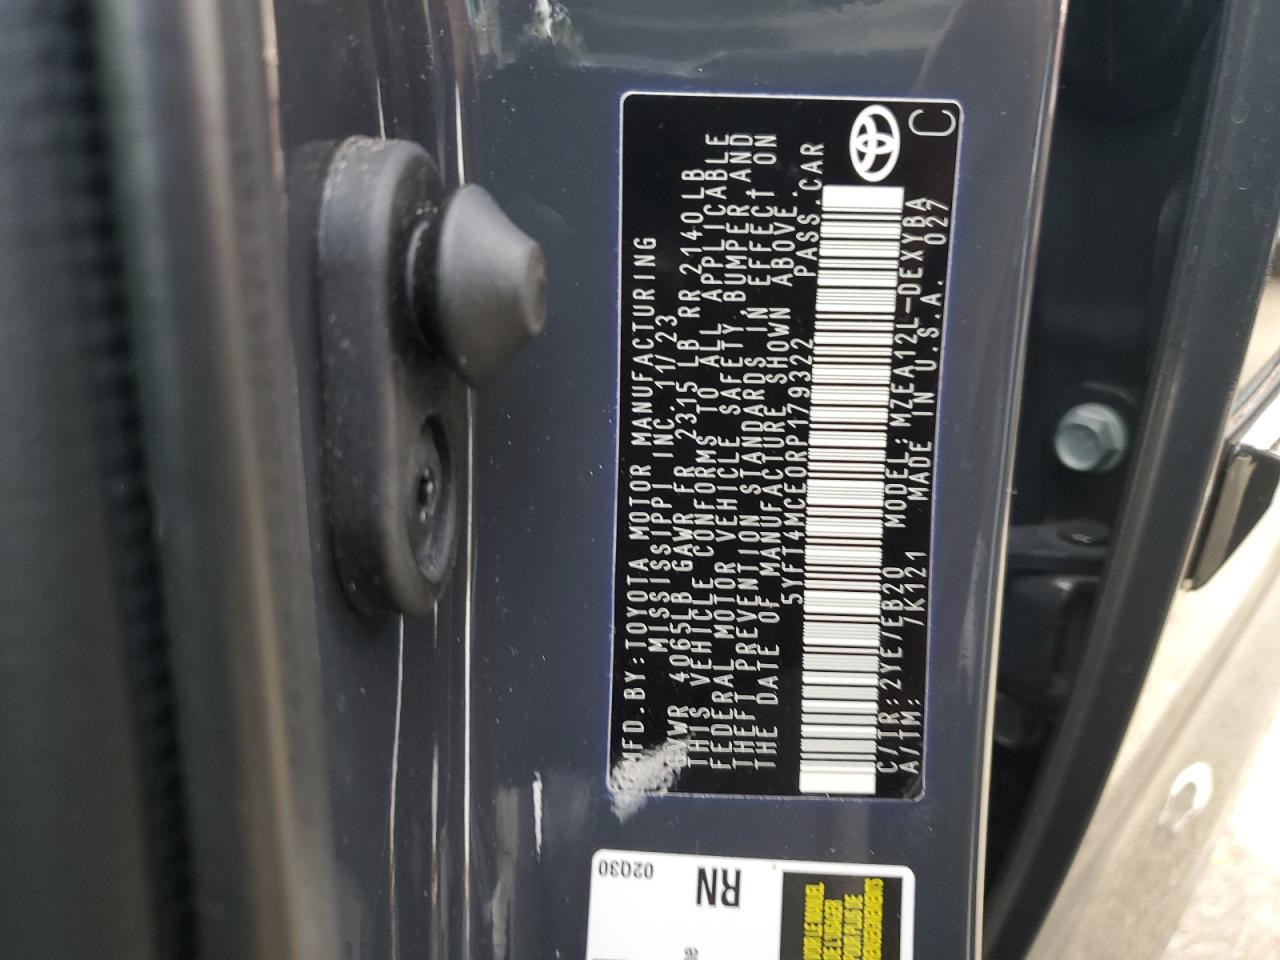 MFD.BY:TOYOTA MOTOR MANUFACTURING
MISSISSIPPI INC. 11/23
GVWR 4065LB GAWR FR 2315 LB RR 2140 LB
THIS VEHICLE CONFORMS TO ALL APPLICABLE
FEDERAL MOTOR VEHICLE SAFETY, BUMPER, AND
THEFT PREVENTION STANDARDS IN EFFECT ON
THE DATE OF MANUFACTURE SHOWN ABOVE.
5YFT4MCE0RP179322 PASS.CAR
C/TR:2YE/EB20 MODEL:MZEA12L-DEXYBA
A/TM: /K121 MADE IN U.S.A. 027
C
02Q30
RN